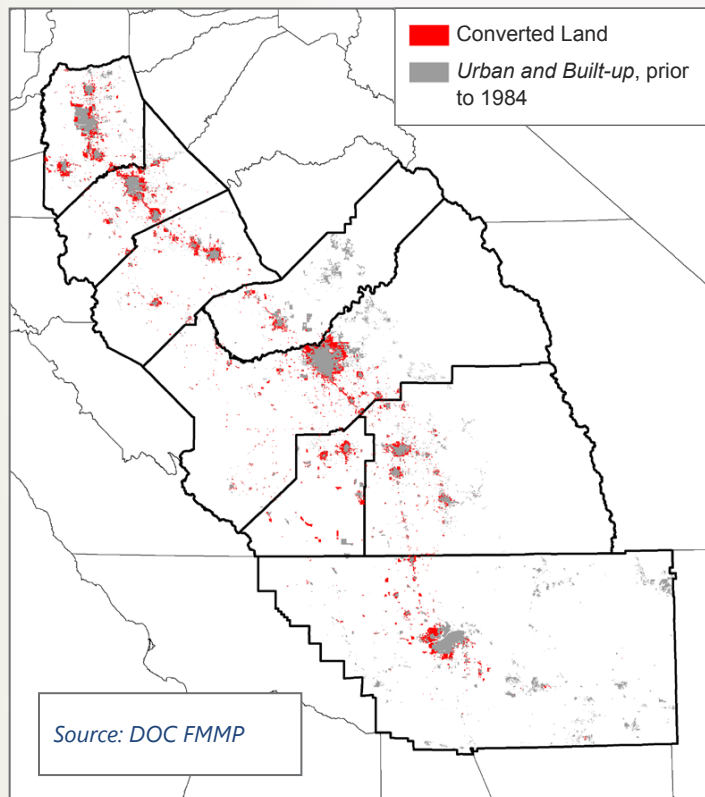 Converted Land
Urban and Built-up, prior
to 1984
Source: DOC FMMP